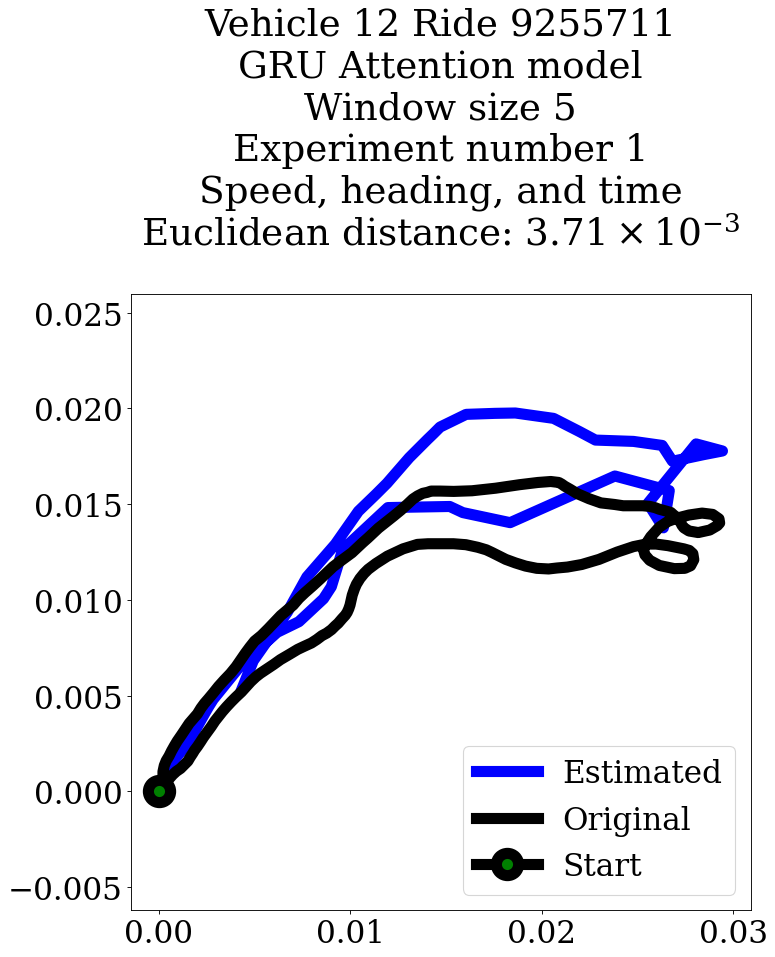 Vehicle 12 Ride 9255711
GRU Attention model
Window size 5
Experiment number 1
Speed, heading, and time
Euclidean distance: 3.71 × 10⁻³
0.025
0.020
0.015
0.010
0.005
0.000
−0.005
Estimated
Original
Start
0.00 0.01 0.02 0.03